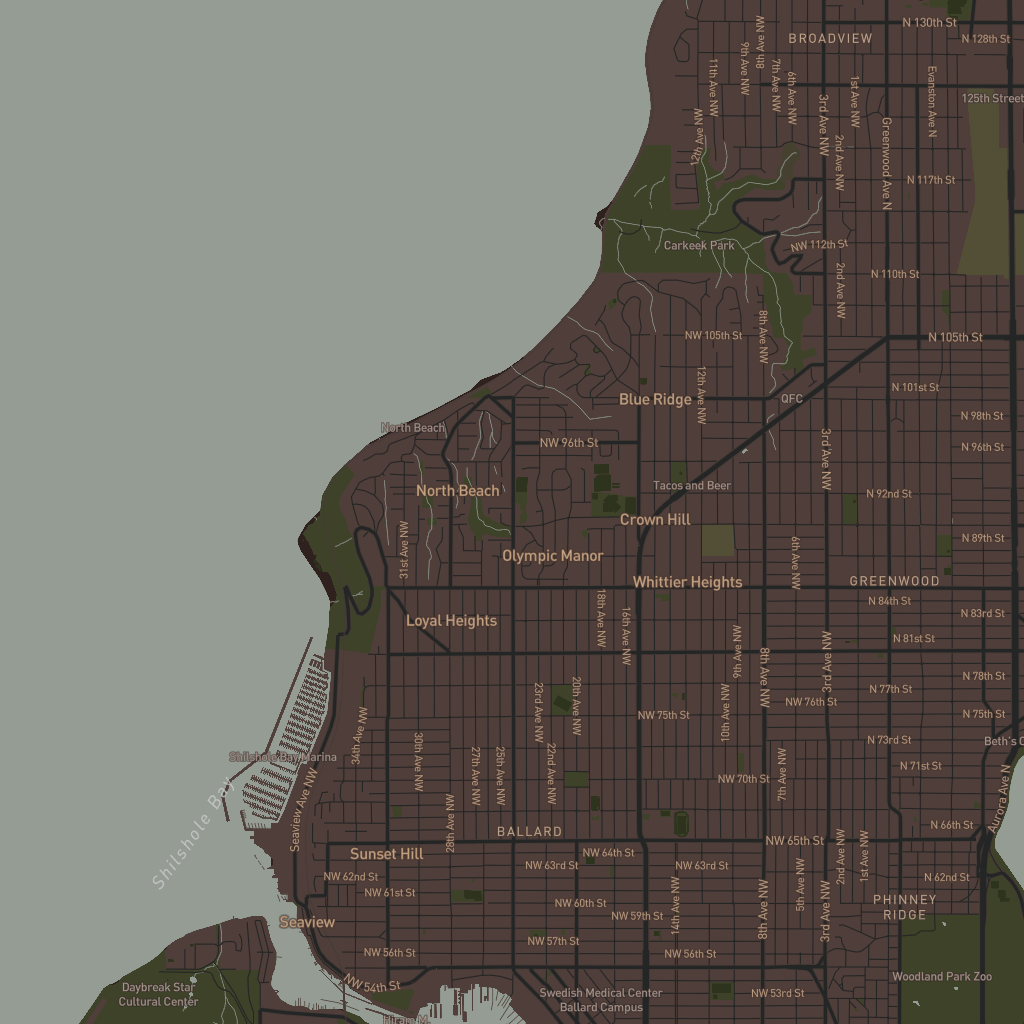 N 130th St
BROADVIEW
N 128th St
8th Ave NW
9th Ave NW
11th Ave NW
7th Ave NW
6th Ave NW
1st Ave NW
Evanston Ave N
125th Street
3rd Ave NW
12th Ave NW
2nd Ave NW
Greenwood Ave N
N 117th St
Carkeek Park
NW 112th St
N 110th St
2nd Ave NW
NW 105th St
8th Ave NW
N 105th St
12th Ave NW
N 101st St
Blue Ridge
QFC
N 98th St
North Beach
NW 96th St
3rd Ave NW
N 96th St
North Beach
Tacos and Beer
N 92nd St
Crown Hill
31st Ave NW
N 89th St
Olympic Manor
6th Ave NW
Whittier Heights
GREENWOOD
N 84th St
Loyal Heights
18th Ave NW
16th Ave NW
N 83rd St
9th Ave NW
N 81st St
8th Ave NW
3rd Ave NW
N 78th St
23rd Ave NW
20th Ave NW
10th Ave NW
N 77th St
NW 76th St
NW 75th St
N 75th St
34th Ave NW
30th Ave NW
N 73rd St
Beth's C
Shilshole Bay Marina
27th Ave NW
25th Ave NW
22nd Ave NW
7th Ave NW
N 71st St
NW 70th St
Aurora Ave N
Seaview Ave NW
28th Ave NW
Shilshole Bay
N 66th St
BALLARD
NW 65th St
Sunset Hill
NW 64th St
2nd Ave NW
1st Ave NW
NW 63rd St
NW 63rd St
NW 62nd St
N 62nd St
NW 61st St
5th Ave NW
NW 60th St
14th Ave NW
8th Ave NW
3rd Ave NW
PHINNEY
RIDGE
NW 59th St
Seaview
NW 57th St
NW 56th St
NW 56th St
Woodland Park Zoo
NW 54th St
Daybreak Star
Cultural Center
Swedish Medical Center
Ballard Campus
NW 53rd St
Hiram M.